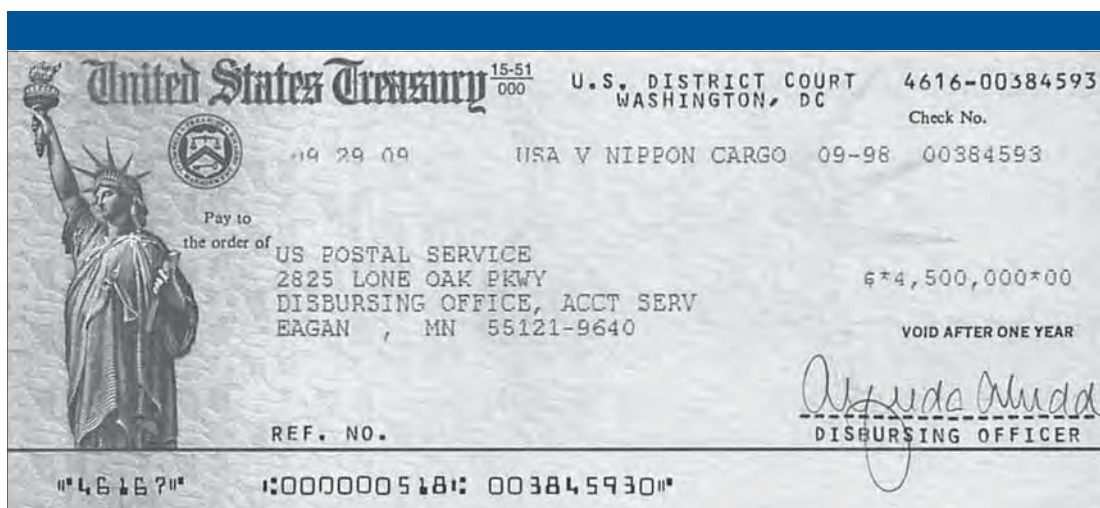 United States Treasury 15-51 000 U.S. DISTRICT COURT 4616-00384593
WASHINGTON, DC
Check No.
09 29 09 USA V NIPPON CARGO 09-98 00384593
Pay to
the order of
US POSTAL SERVICE
2825 LONE OAK PKWY
DISBURSING OFFICE, ACCT SERV
EAGAN , MN 55121-9640
$*4,500,000*00
VOID AFTER ONE YEAR
REF. NO.
DISBURSING OFFICER
⑈46167⑈ ⑆000000518⑆ 003845930⑈